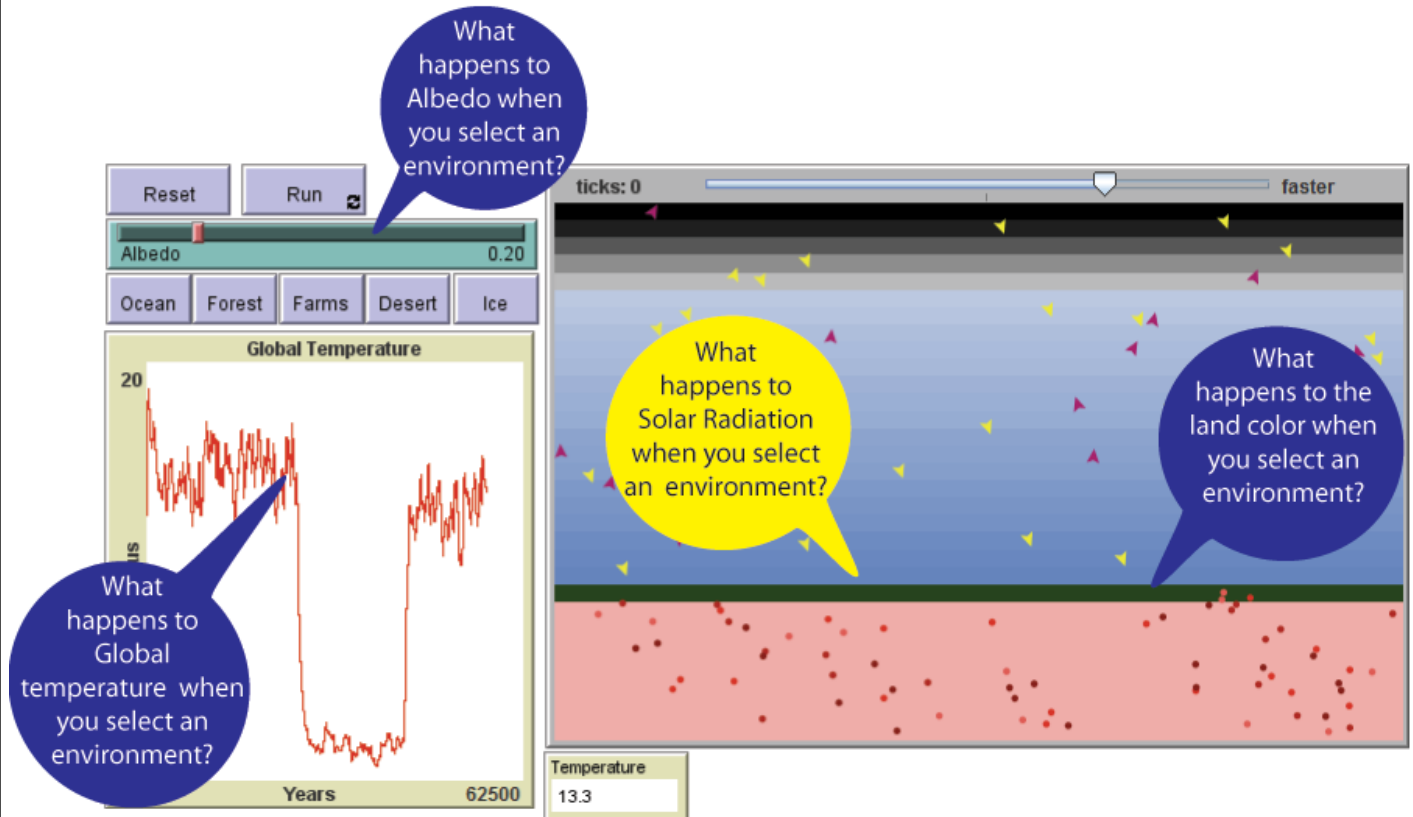 What
happens to
Albedo when
you select an
environment?
Reset
Run
ticks: 0
faster
Albedo
0.20
Ocean
Forest
Farms
Desert
Ice
Global Temperature
20
What
happens to
Solar Radiation
when you select
an environment?
What
happens to the
land color when
you select an
environment?
What
happens to
Global
temperature when
you select an
environment?
Years
62500
Temperature
13.3